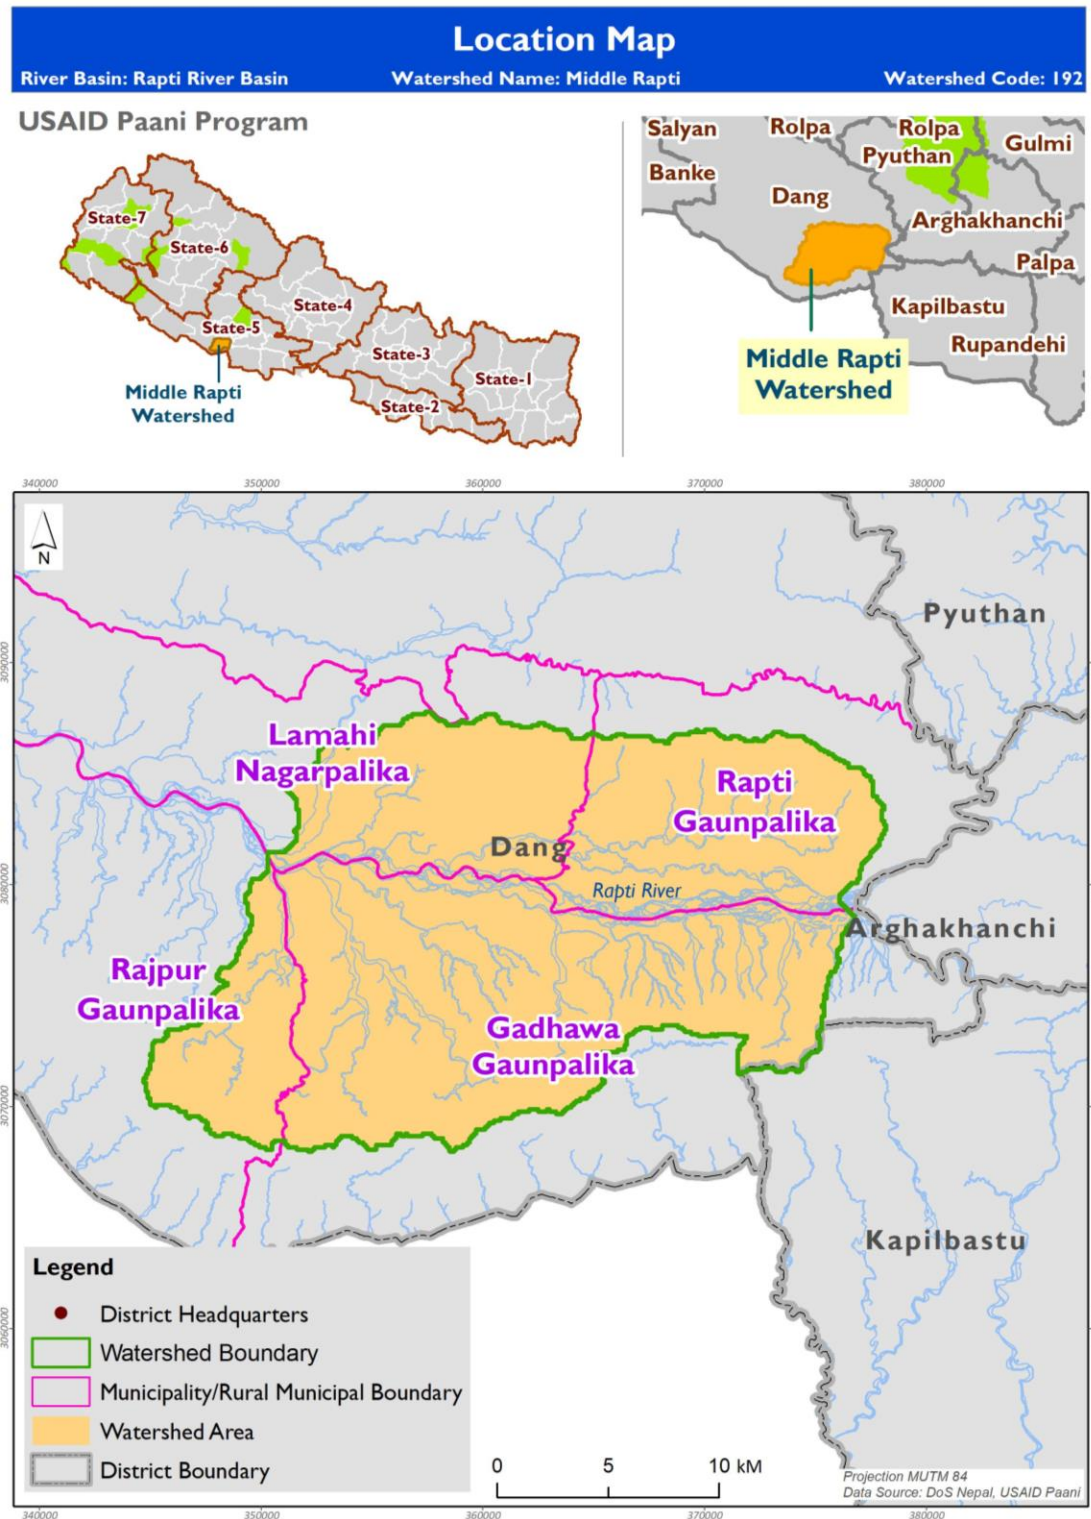 Location Map
River Basin: Rapti River Basin
Watershed Name: Middle Rapti
Watershed Code: 192
USAID Paani Program
State-7
State-6
State-4
State-5
State-3
State-1
State-2
Middle Rapti
Watershed
Salyan
Rolpa
Rolpa
Gulmi
Pyuthan
Banke
Dang
Arghakhanchi
Palpa
Kapilbastu
Rupandehi
Middle Rapti
Watershed
340000
350000
360000
370000
380000
N
3090000
3080000
3070000
3060000
Pyuthan
Lamahi
Nagarpalika
Rapti
Gaunpalika
Dang
Rapti River
Arghakhanchi
Rajpur
Gaunpalika
Gadhawa
Gaunpalika
Kapilbastu
Legend
District Headquarters
Watershed Boundary
Municipality/Rural Municipal Boundary
Watershed Area
District Boundary
0
5
10 kM
Projection MUTM 84
Data Source: DoS Nepal, USAID Paani
340000
350000
360000
370000
380000